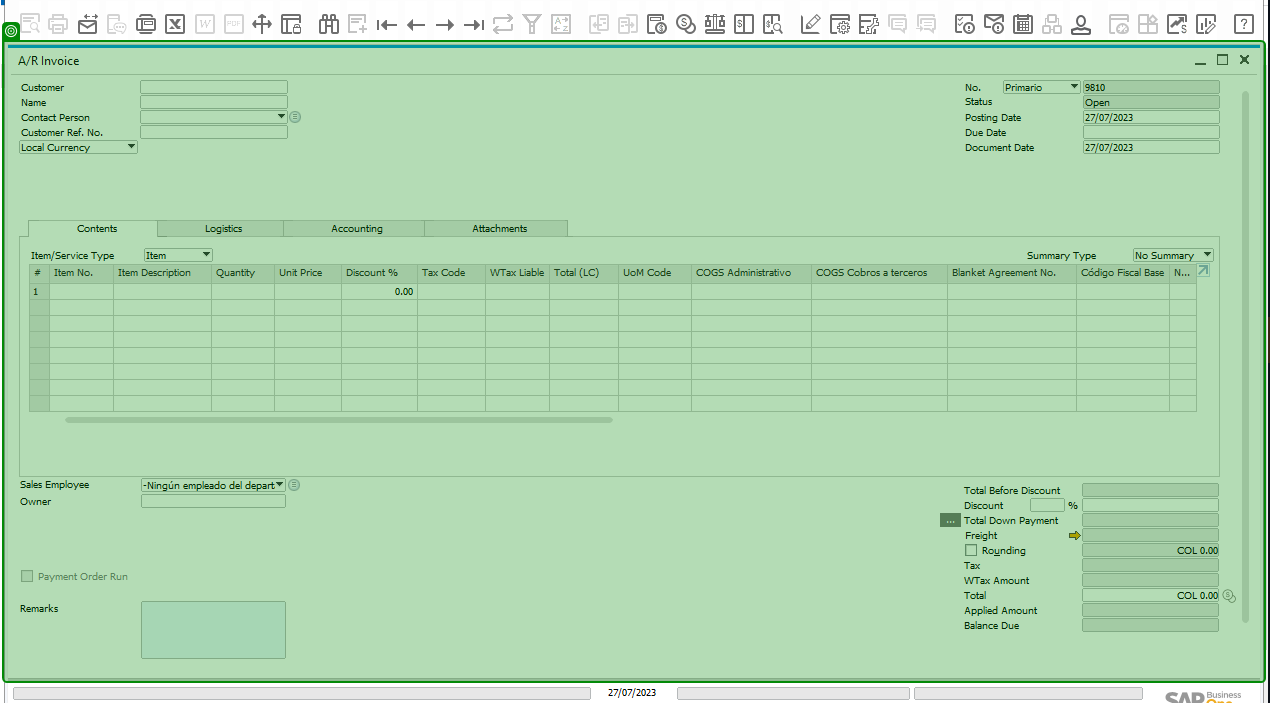 A/R Invoice
Customer
Name
Contact Person
Customer Ref. No.
Local Currency
No. Primario 9810
Status Open
Posting Date 27/07/2023
Due Date
Document Date 27/07/2023
Contents Logistics Accounting Attachments
Item/Service Type Item Summary Type No Summary
# Item No. Item Description Quantity Unit Price Discount % Tax Code WTax Liable Total (LC) UoM Code COGS Administrativo COGS Cobros a terceros Blanket Agreement No. Código Fiscal Base N...
1 0.00
Sales Employee -Ningún empleado del depart
Owner
Payment Order Run
Remarks
Total Before Discount
Discount %
... Total Down Payment
Freight
Rounding COL 0.00
Tax
WTax Amount
Total COL 0.00
Applied Amount
Balance Due
27/07/2023
SAP Business One